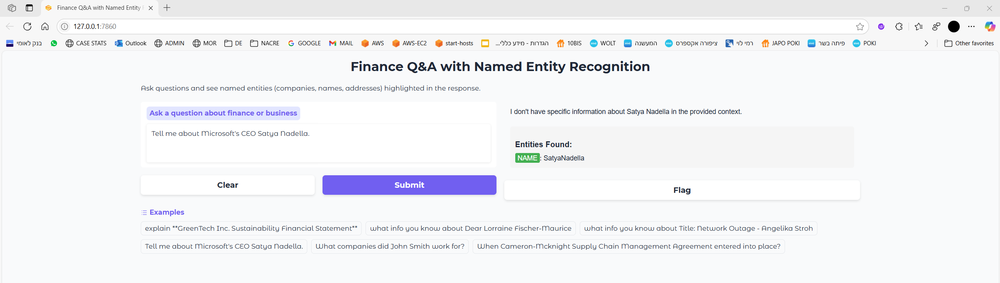 Finance Q&A with Named Entity
127.0.0.1:7860
בנק לאומי CASE STATS Outlook ADMIN MOR DE NACRE GOOGLE MAIL AWS AWS-EC2 start-hosts הגדרות - מידע כללי... 10BIS WOLT המעשנה ציפורה אקספרס רמי לוי JAPO POKI פיתה בשר POKI Other favorites
Finance Q&A with Named Entity Recognition
Ask questions and see named entities (companies, names, addresses) highlighted in the response.
Ask a question about finance or business
Tell me about Microsoft's CEO Satya Nadella.
I don't have specific information about Satya Nadella in the provided context.
Entities Found:
NAME: SatyaNadella
Clear
Submit
Flag
Examples
explain **GreenTech Inc. Sustainability Financial Statement** what info you know about Dear Lorraine Fischer-Maurice what info you know about Title: Network Outage - Angelika Stroh
Tell me about Microsoft's CEO Satya Nadella. What companies did John Smith work for? When Cameron-Mcknight Supply Chain Management Agreement entered into place?